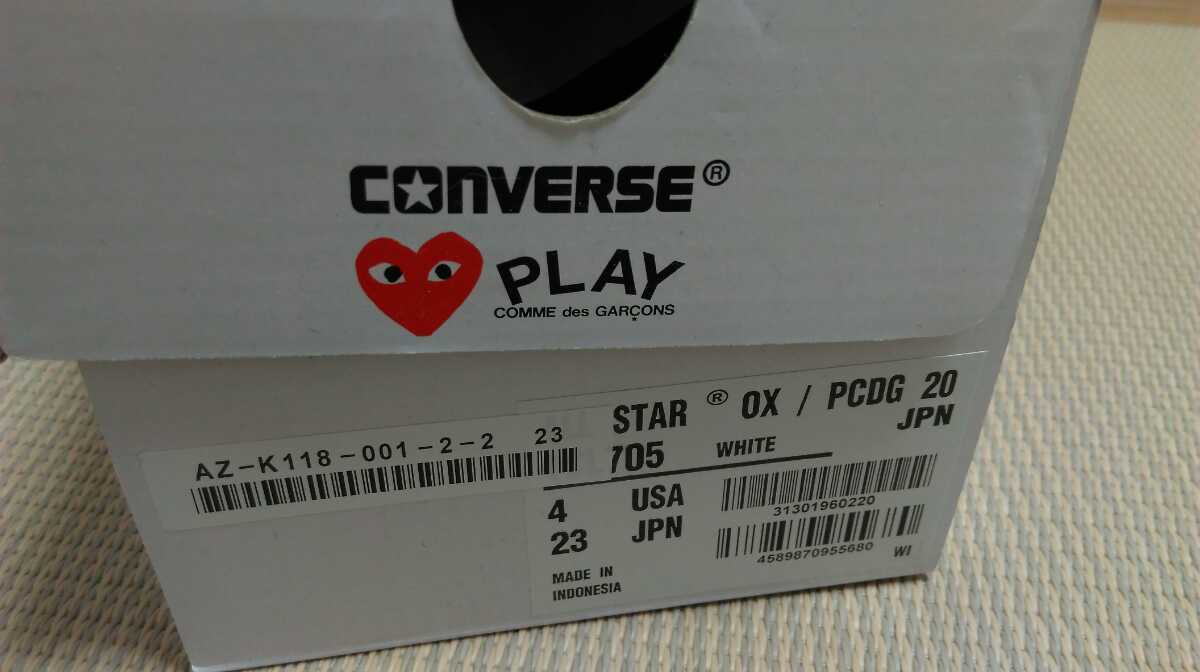 CONVERSE®
PLAY
COMME des GARÇONS
STAR ® OX / PCDG 20
JPN
705 WHITE
AZ-K118-001-2-2 23
4 USA
23 JPN
31301960220
4589870955680 WI
MADE IN
INDONESIA